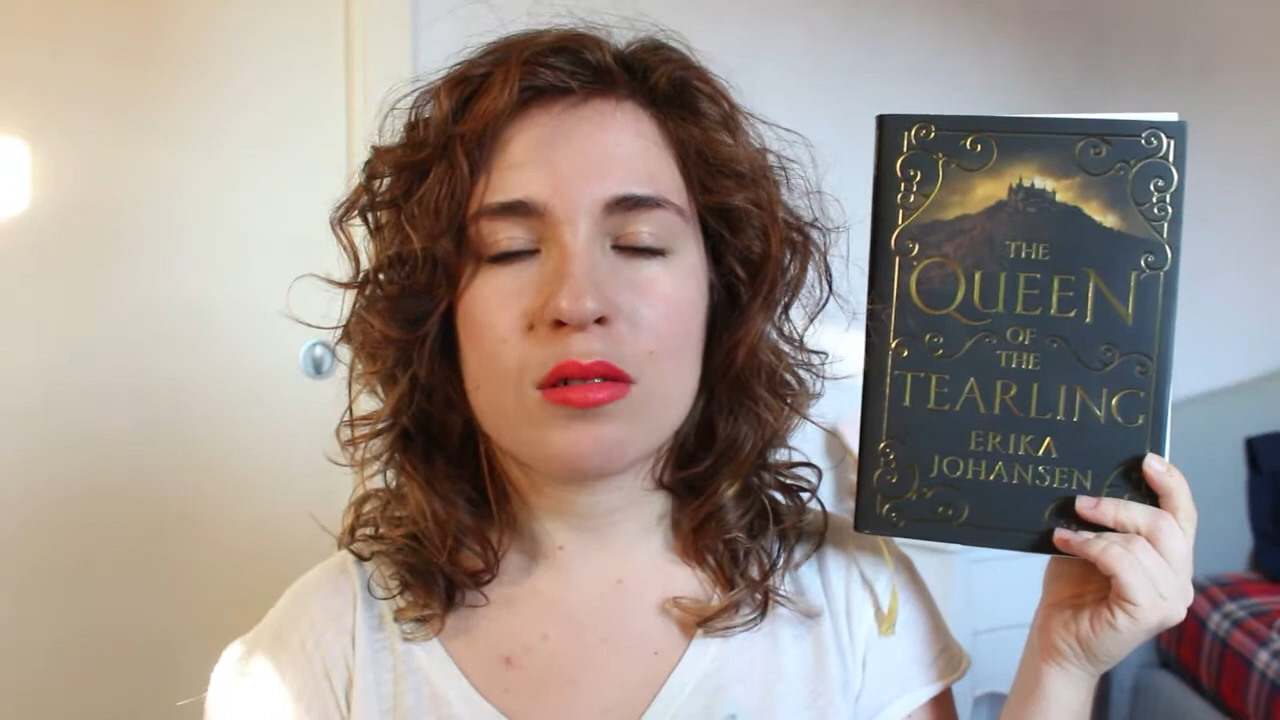 THE
QUEEN
OF
THE
TEARLING
ERIKA
JOHANSEN